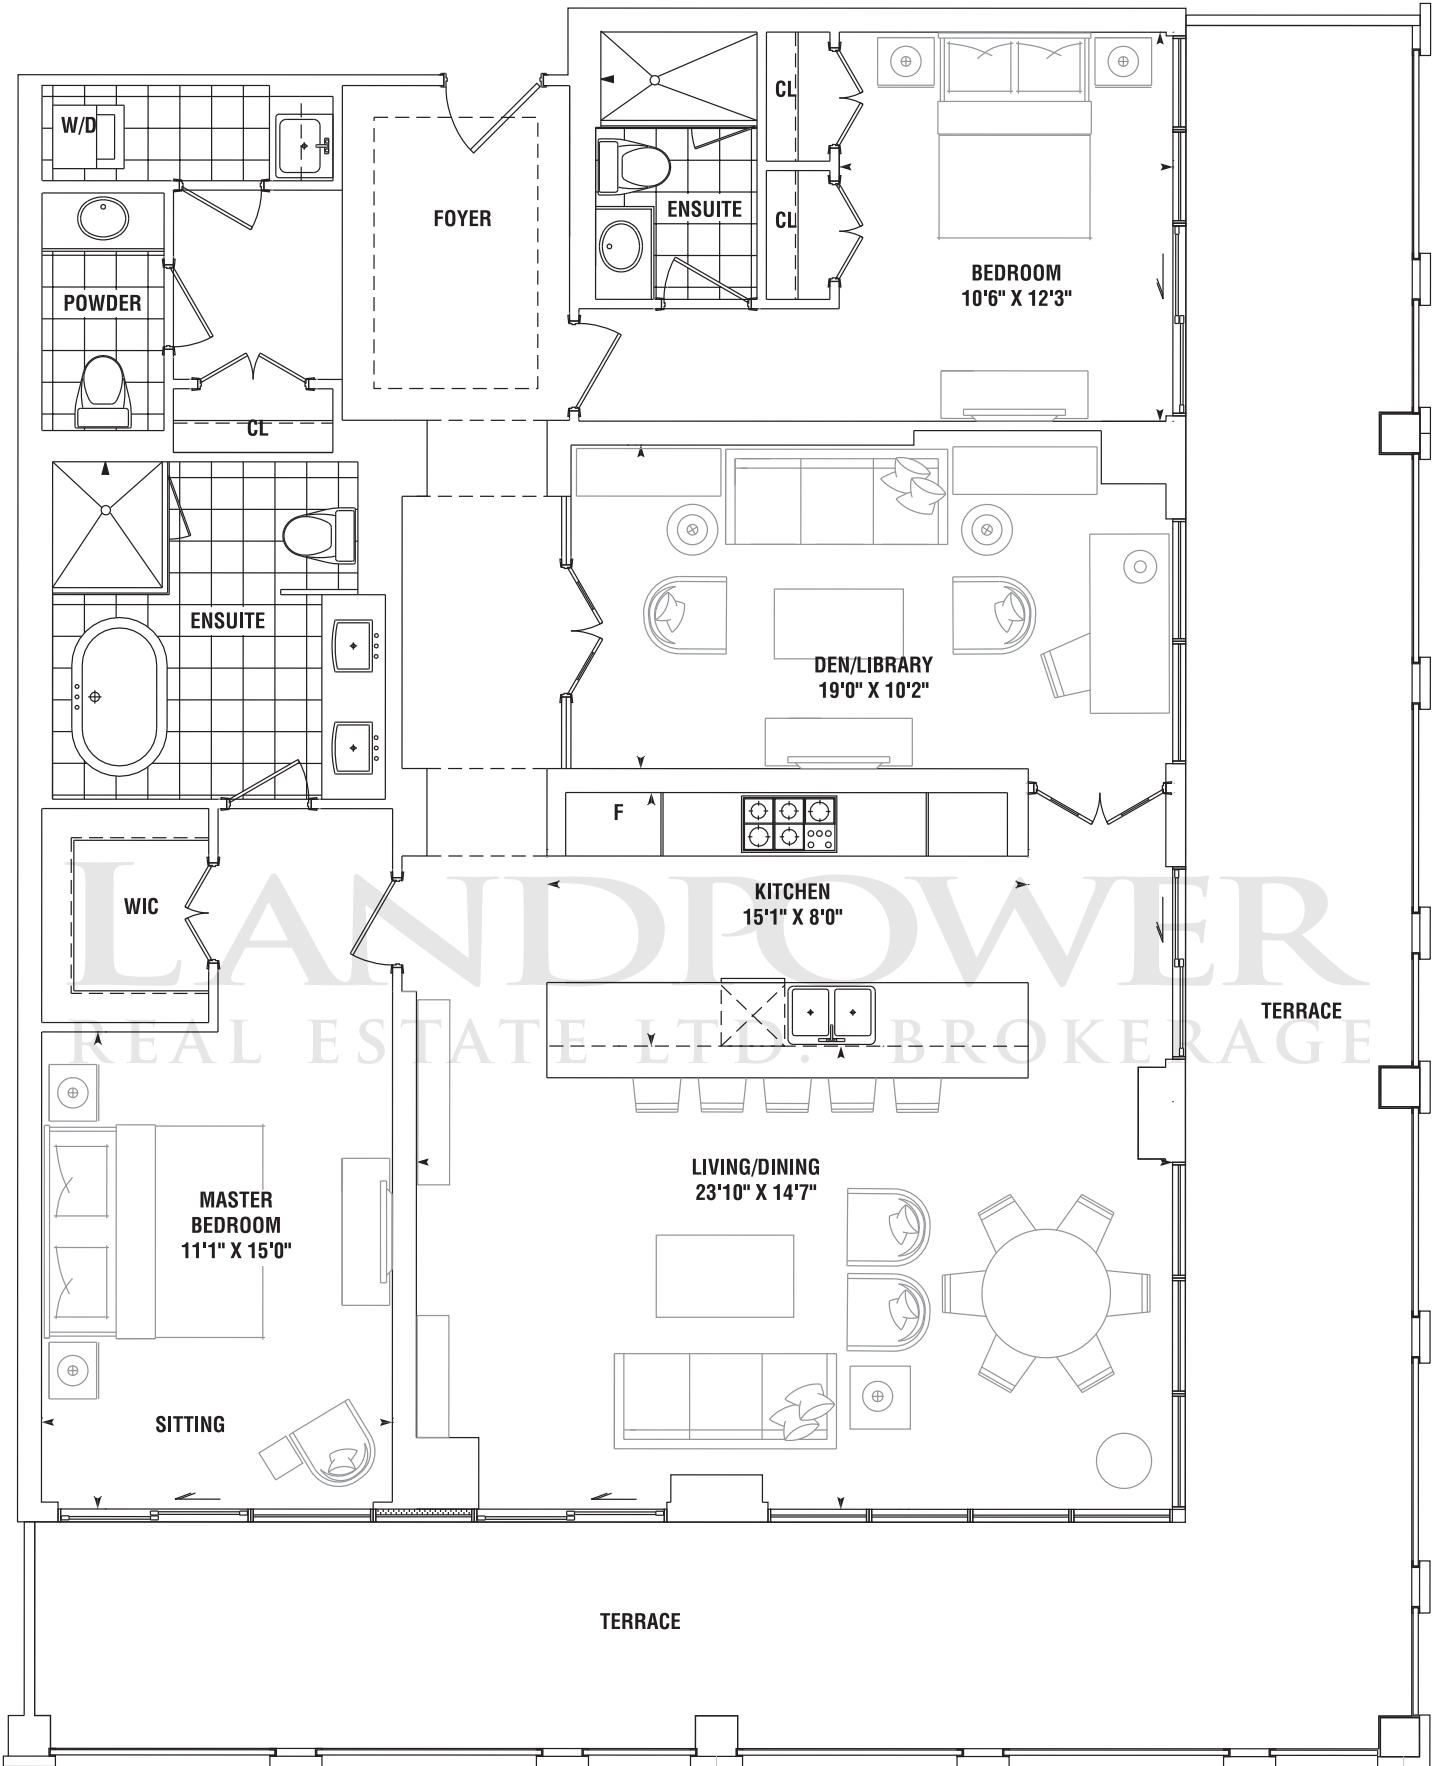 W/D
CL
FOYER
ENSUITE
CL
BEDROOM
10'6" X 12'3"
POWDER
CL
ENSUITE
DEN/LIBRARY
19'0" X 10'2"
F
KITCHEN
15'1" X 8'0"
WIC
LANDPOWER
REAL ESTATE LTD. BROKERAGE
TERRACE
LIVING/DINING
23'10" X 14'7"
MASTER
BEDROOM
11'1" X 15'0"
SITTING
TERRACE